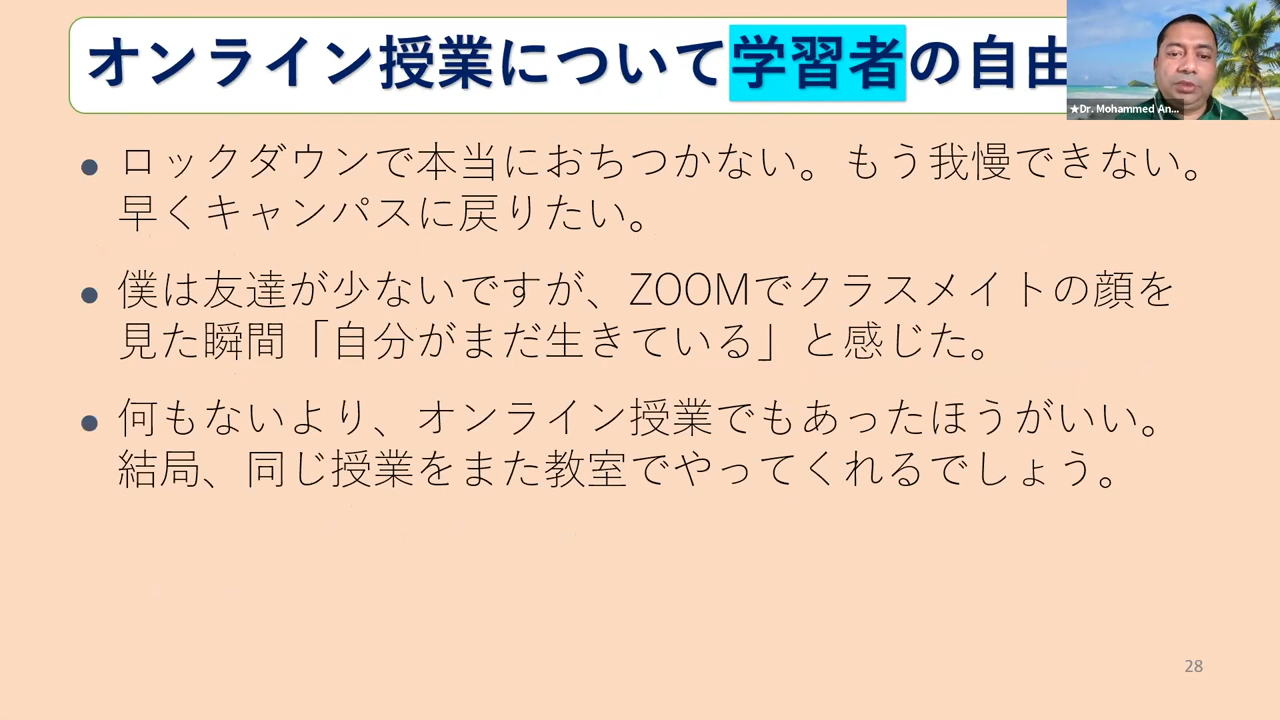 オンライン授業について学習者の自由
★Dr. Mohammed An...
● ロックダウンで本当におちつかない。もう我慢できない。
早くキャンパスに戻りたい。
● 僕は友達が少ないですが、ZOOMでクラスメイトの顔を
見た瞬間「自分がまだ生きている」と感じた。
● 何もないより、オンライン授業でもあったほうがいい。
結局、同じ授業をまた教室でやってくれるでしょう。
28